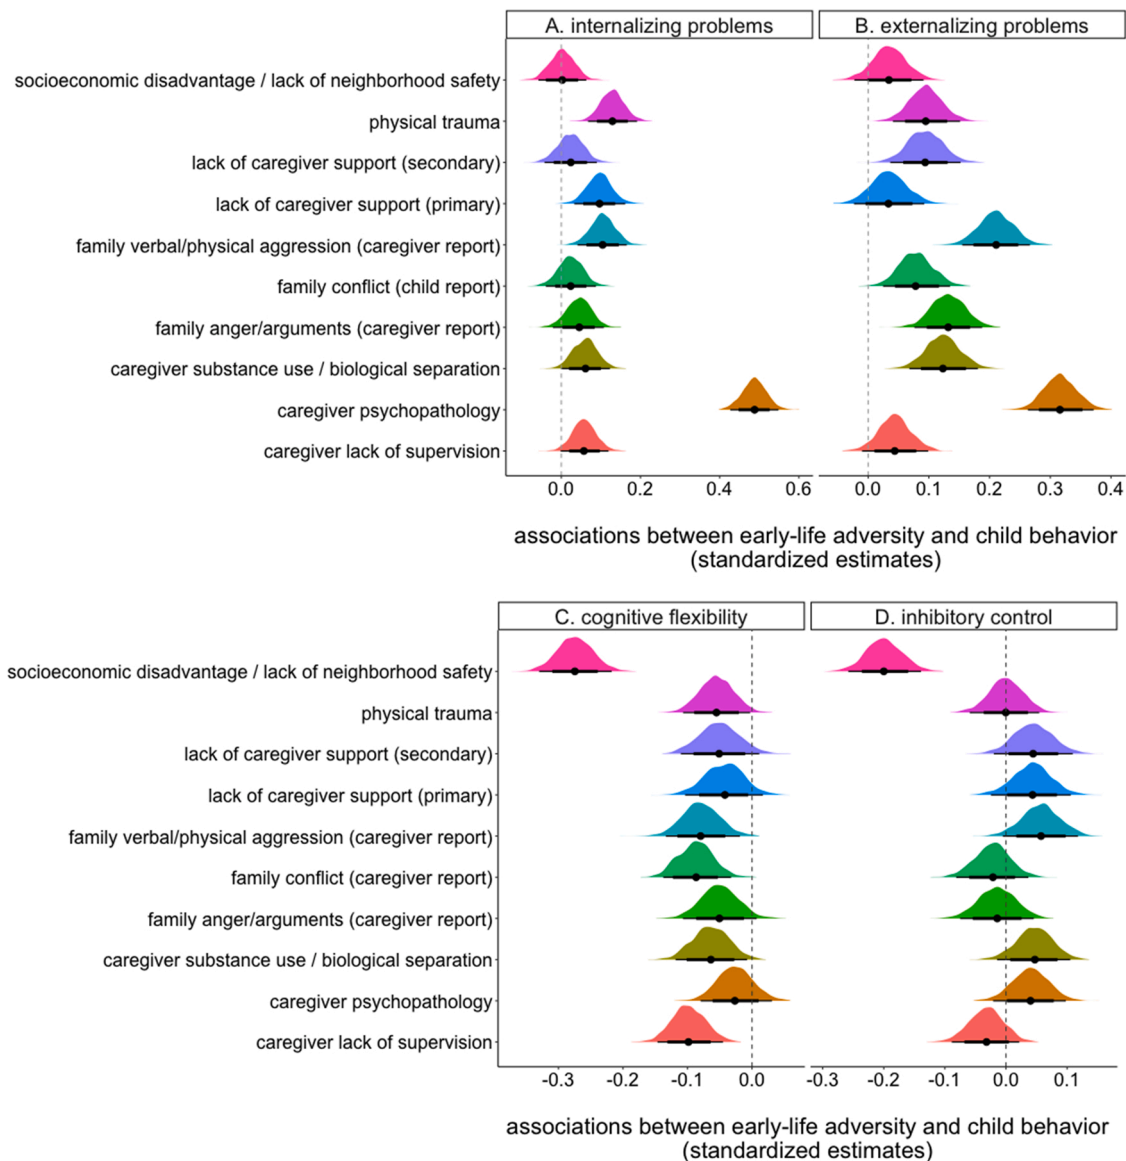 A. internalizing problems
B. externalizing problems
socioeconomic disadvantage / lack of neighborhood safety
physical trauma
lack of caregiver support (secondary)
lack of caregiver support (primary)
family verbal/physical aggression (caregiver report)
family conflict (child report)
family anger/arguments (caregiver report)
caregiver substance use / biological separation
caregiver psychopathology
caregiver lack of supervision
0.0 0.2 0.4 0.6
0.0 0.1 0.2 0.3 0.4
associations between early-life adversity and child behavior
(standardized estimates)
C. cognitive flexibility
D. inhibitory control
socioeconomic disadvantage / lack of neighborhood safety
physical trauma
lack of caregiver support (secondary)
lack of caregiver support (primary)
family verbal/physical aggression (caregiver report)
family conflict (caregiver report)
family anger/arguments (caregiver report)
caregiver substance use / biological separation
caregiver psychopathology
caregiver lack of supervision
-0.3 -0.2 -0.1 0.0
-0.3 -0.2 -0.1 0.0 0.1
associations between early-life adversity and child behavior
(standardized estimates)